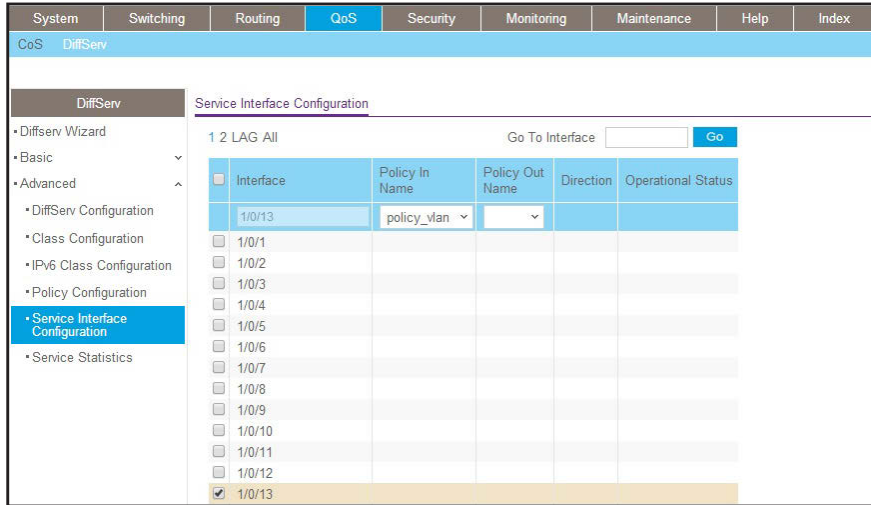 System Switching Routing QoS Security Monitoring Maintenance Help Index
CoS DiffServ
DiffServ
Diffserv Wizard
Basic
Advanced
DiffServ Configuration
Class Configuration
IPv6 Class Configuration
Policy Configuration
Service Interface
Configuration
Service Statistics
Service Interface Configuration
1 2 LAG All Go To Interface Go
Interface Policy In Name Policy Out Name Direction Operational Status
1/0/13 policy_vlan
1/0/1
1/0/2
1/0/3
1/0/4
1/0/5
1/0/6
1/0/7
1/0/8
1/0/9
1/0/10
1/0/11
1/0/12
1/0/13